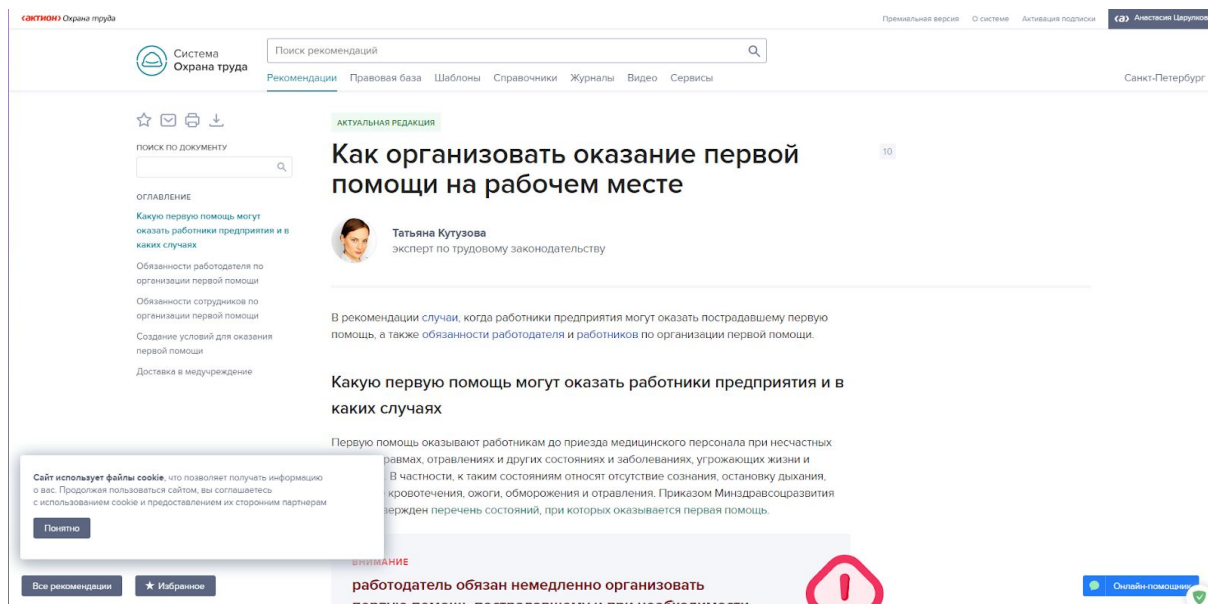 ‹актион› Охрана труда
Премиальная версия О системе Активация подписки ‹а› Анастасия Царулков
Система
Охрана труда
Поиск рекомендаций
Рекомендации Правовая база Шаблоны Справочники Журналы Видео Сервисы
Санкт-Петербург
ПОИСК ПО ДОКУМЕНТУ
ОГЛАВЛЕНИЕ
Какую первую помощь могут
оказать работники предприятия и в
каких случаях
Обязанности работодателя по
организации первой помощи
Обязанности сотрудников по
организации первой помощи
Создание условий для оказания
первой помощи
Доставка в медучреждение
АКТУАЛЬНАЯ РЕДАКЦИЯ
Как организовать оказание первой
помощи на рабочем месте
10
Татьяна Кутузова
эксперт по трудовому законодательству
В рекомендации случаи, когда работники предприятия могут оказать пострадавшему первую
помощь, а также обязанности работодателя и работников по организации первой помощи.
Какую первую помощь могут оказать работники предприятия и в
каких случаях
Первую помощь оказывают работникам до приезда медицинского персонала при несчастных
равмах, отравлениях и других состояниях и заболеваниях, угрожающих жизни и
В частности, к таким состояниям относят отсутствие сознания, остановку дыхания,
кровотечения, ожоги, обморожения и отравления. Приказом Минздравсоцразвития
вержден перечень состояний, при которых оказывается первая помощь.
ВНИМАНИЕ
работодатель обязан немедленно организовать
первую помощь пострадавшему и при необходимости
Сайт использует файлы cookie, что позволяет получать информацию
о вас. Продолжая пользоваться сайтом, вы соглашаетесь
с использованием cookie и предоставлением их сторонним партнерам
Понятно
Все рекомендации ★ Избранное
Онлайн-помощник